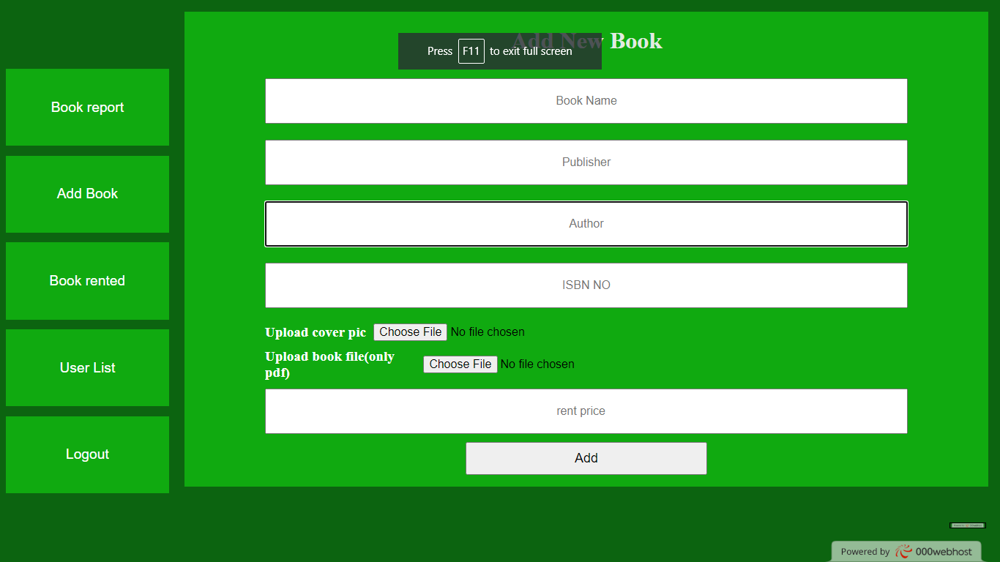 Add New Book
Press F11 to exit full screen
Book report
Add Book
Book rented
User List
Logout
Book Name
Publisher
Author
ISBN NO
Upload cover pic Choose File No file chosen
Upload book file(only
pdf)
Choose File No file chosen
rent price
Add
Powered by 000webhost